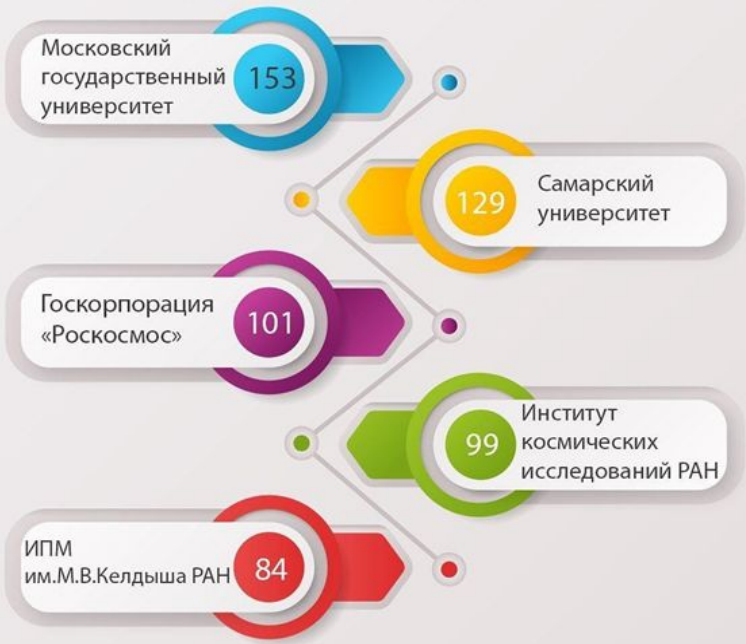 Московский
государственный
университет
153
129
Самарский
университет
Госкорпорация
«Роскосмос»
101
99
Институт
космических
исследований РАН
ИПМ
им.М.В.Келдыша РАН
84